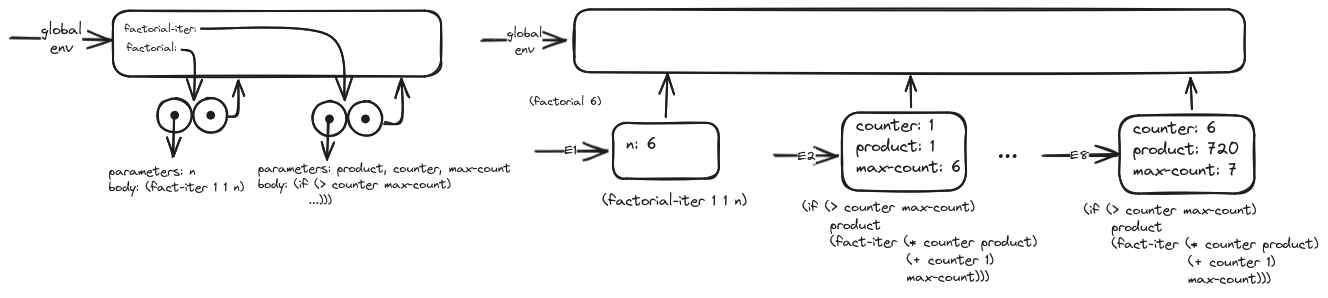 global
env
factorial-iter:
factorial:
parameters: n
body: (fact-iter 1 1 n)
parameters: product, counter, max-count
body: (if (> counter max-count)
...)))
global
env
(factorial 6)
E1
n: 6
(factorial-iter 1 1 n)
E2
counter: 1
product: 1
max-count: 6
(if (> counter max-count)
product
(fact-iter (* counter product)
(+ counter 1)
max-count)))
...
E8
counter: 6
product: 720
max-count: 7
(if (> counter max-count)
product
(fact-iter (* counter product)
(+ counter 1)
max-count)))